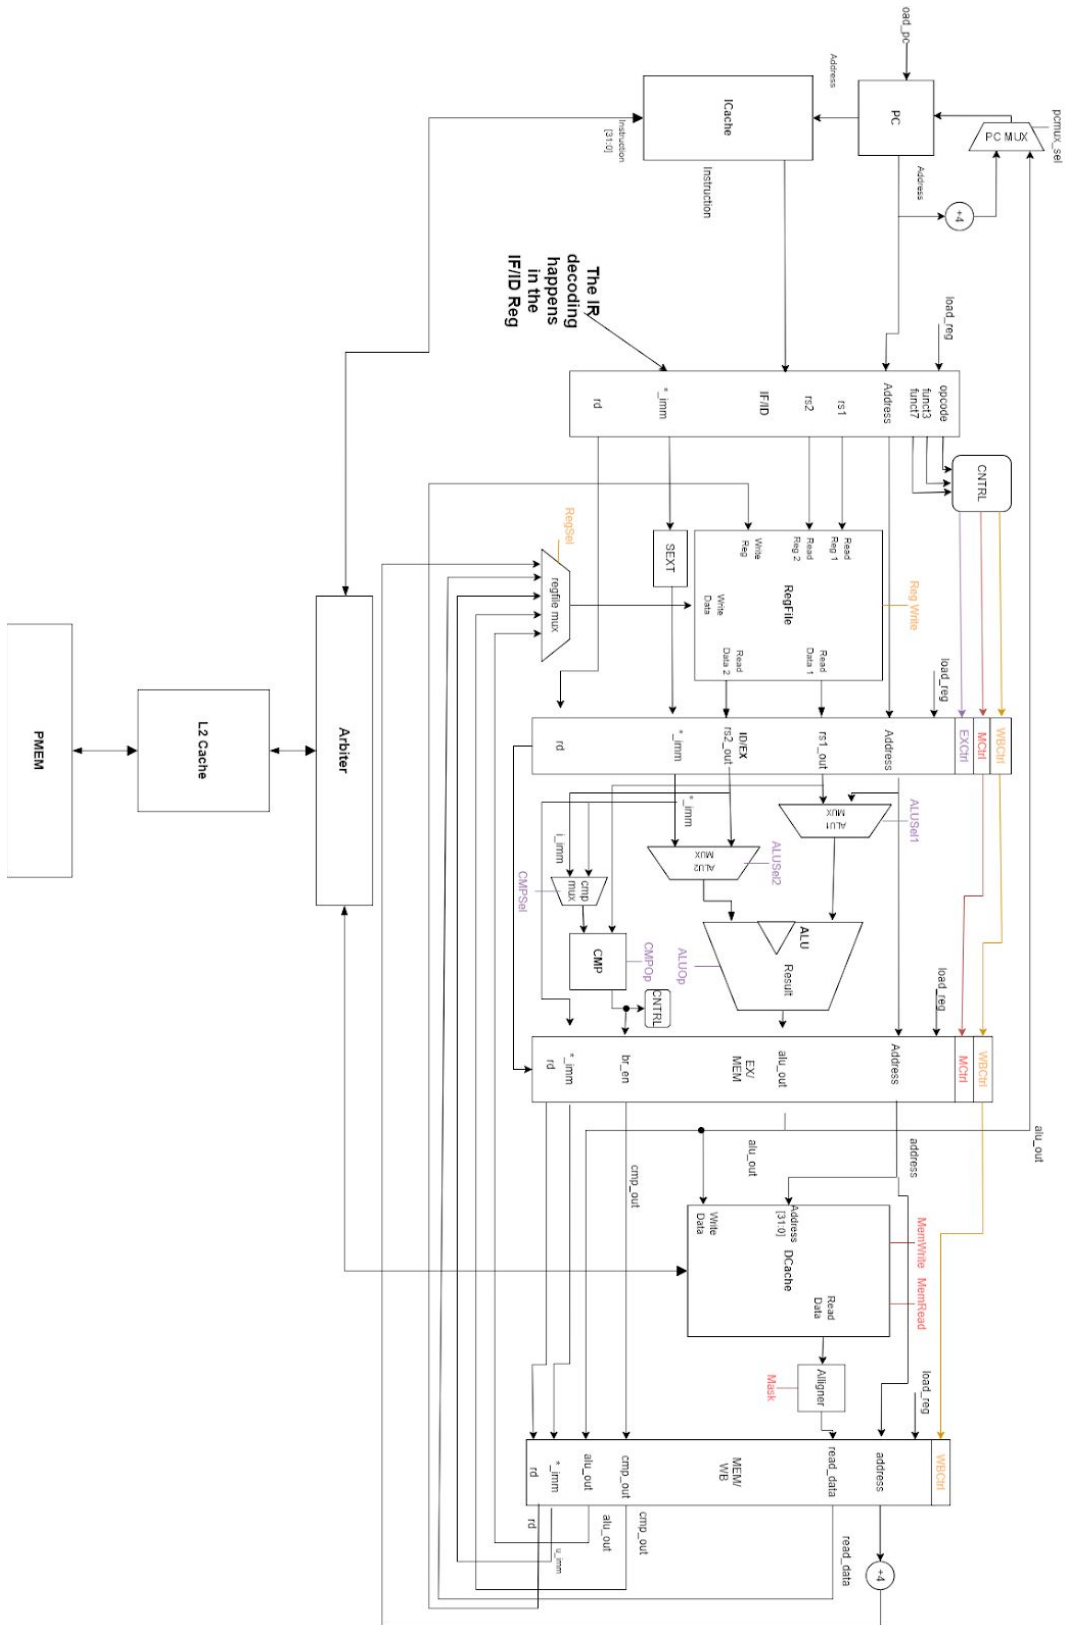 oad_pc
Address
PC
PC MUX
pcmux_sel
Address
+4
ICache
Instruction
[31:0]
Instruction
The IR
decoding
happens
in the
IF/ID Reg
load_reg
opcode
funct3
funct7
Address
rs1
rs2
IF/ID
*_imm
rd
CNTRL
RegSel
regfile mux
SEXT
Read
Reg 1
Read
Reg 2
Write
Reg
RegFile
Write
Data
Read
Data 1
Read
Data 2
Reg Write
load_reg
WBCtrl
MCtrl
EXCtrl
Address
rs1_out
ID/EX
rs2_out
*_imm
rd
ALUSel1
ALU1
MUX
ALUSel2
ALU2
MUX
*_imm
i_imm
cmp
mux
CMPSel
CMP
CMPOp
CNTRL
ALU
Result
ALUOp
load_reg
WBCtrl
MCtrl
Address
alu_out
EX/
MEM
br_en
*_imm
rd
alu_out
address
alu_out
cmp_out
Address
[31:0]
Write
Data
DCache
Read
Data
MemWrite
MemRead
Alligner
Mask
load_reg
WBCtrl
address
read_data
MEM/
WB
cmp_out
alu_out
*_imm
rd
read_data
cmp_out
alu_out
u_imm
rd
+4
Arbiter
L2 Cache
PMEM